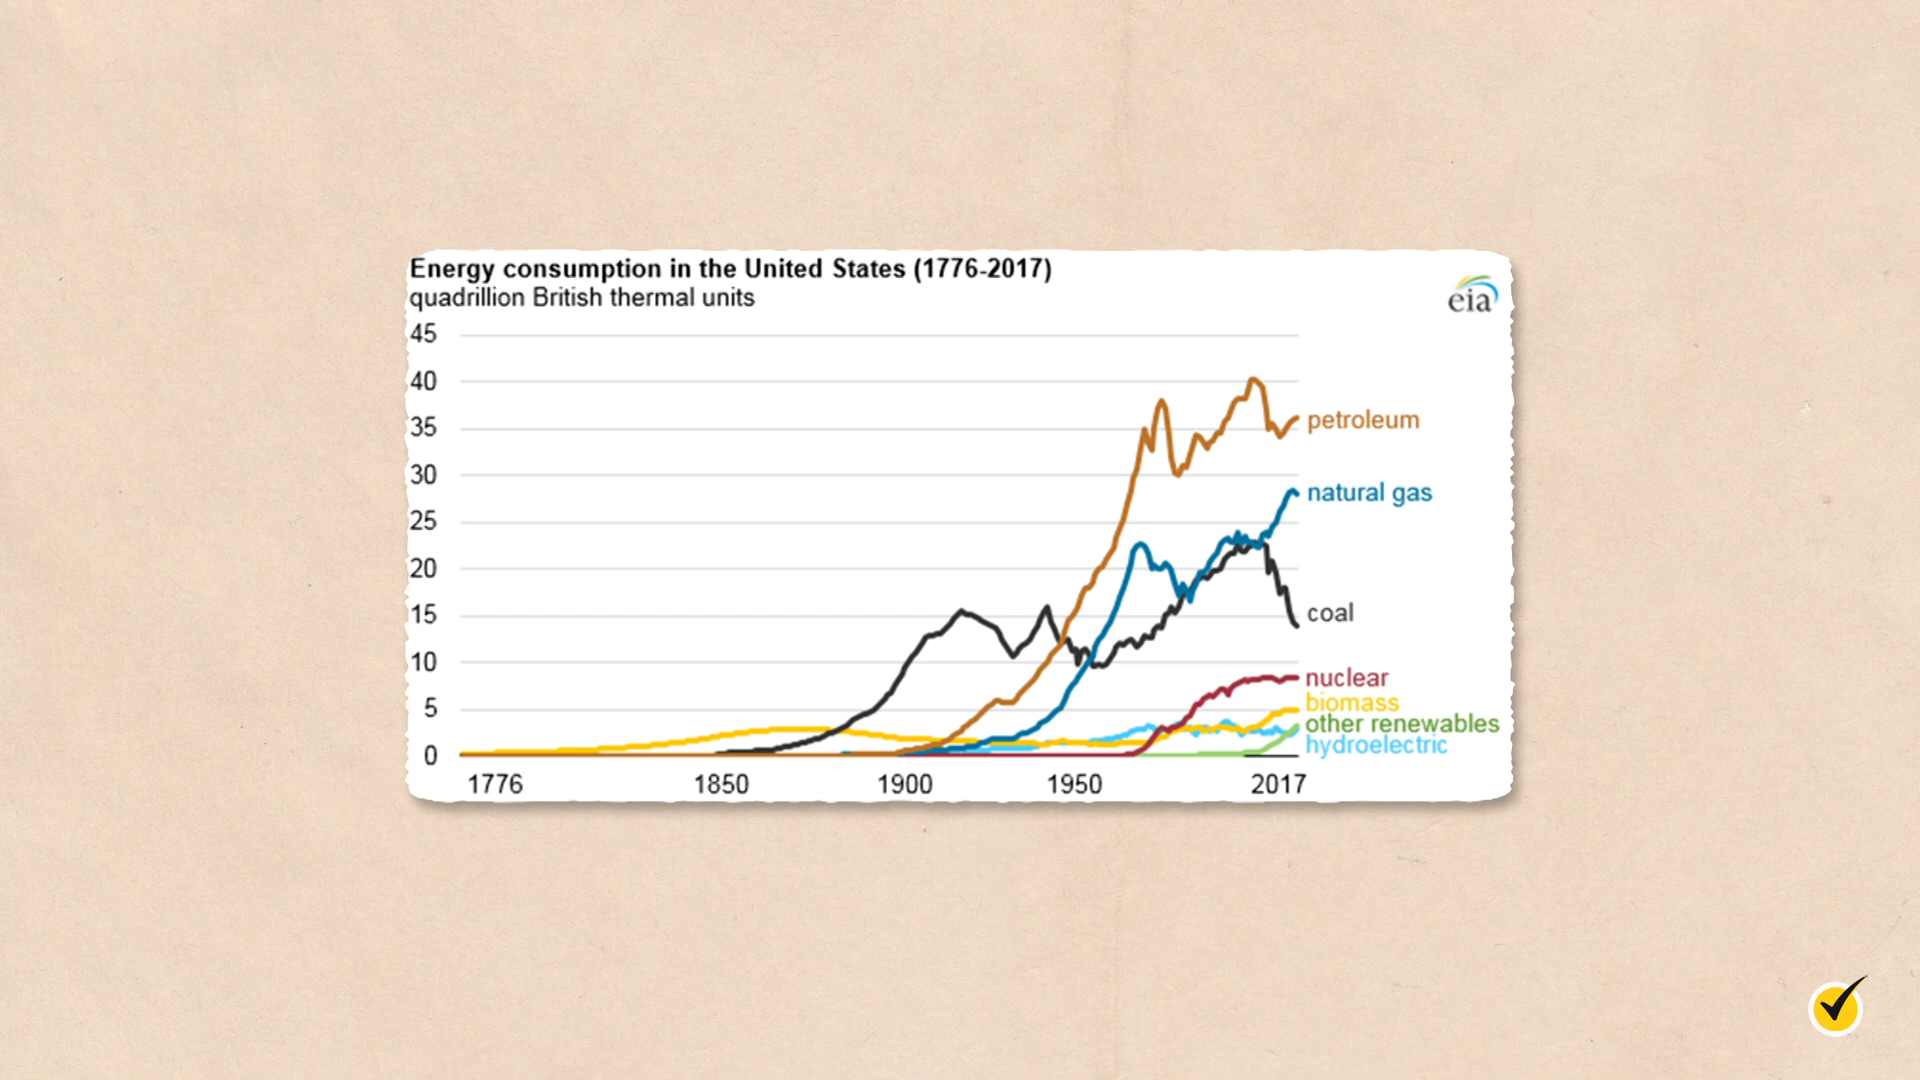 Energy consumption in the United States (1776-2017)
quadrillion British thermal units
eia
45
40
35
30
25
20
15
10
5
0
petroleum
natural gas
coal
nuclear
biomass
other renewables
hydroelectric
1776 1850 1900 1950 2017